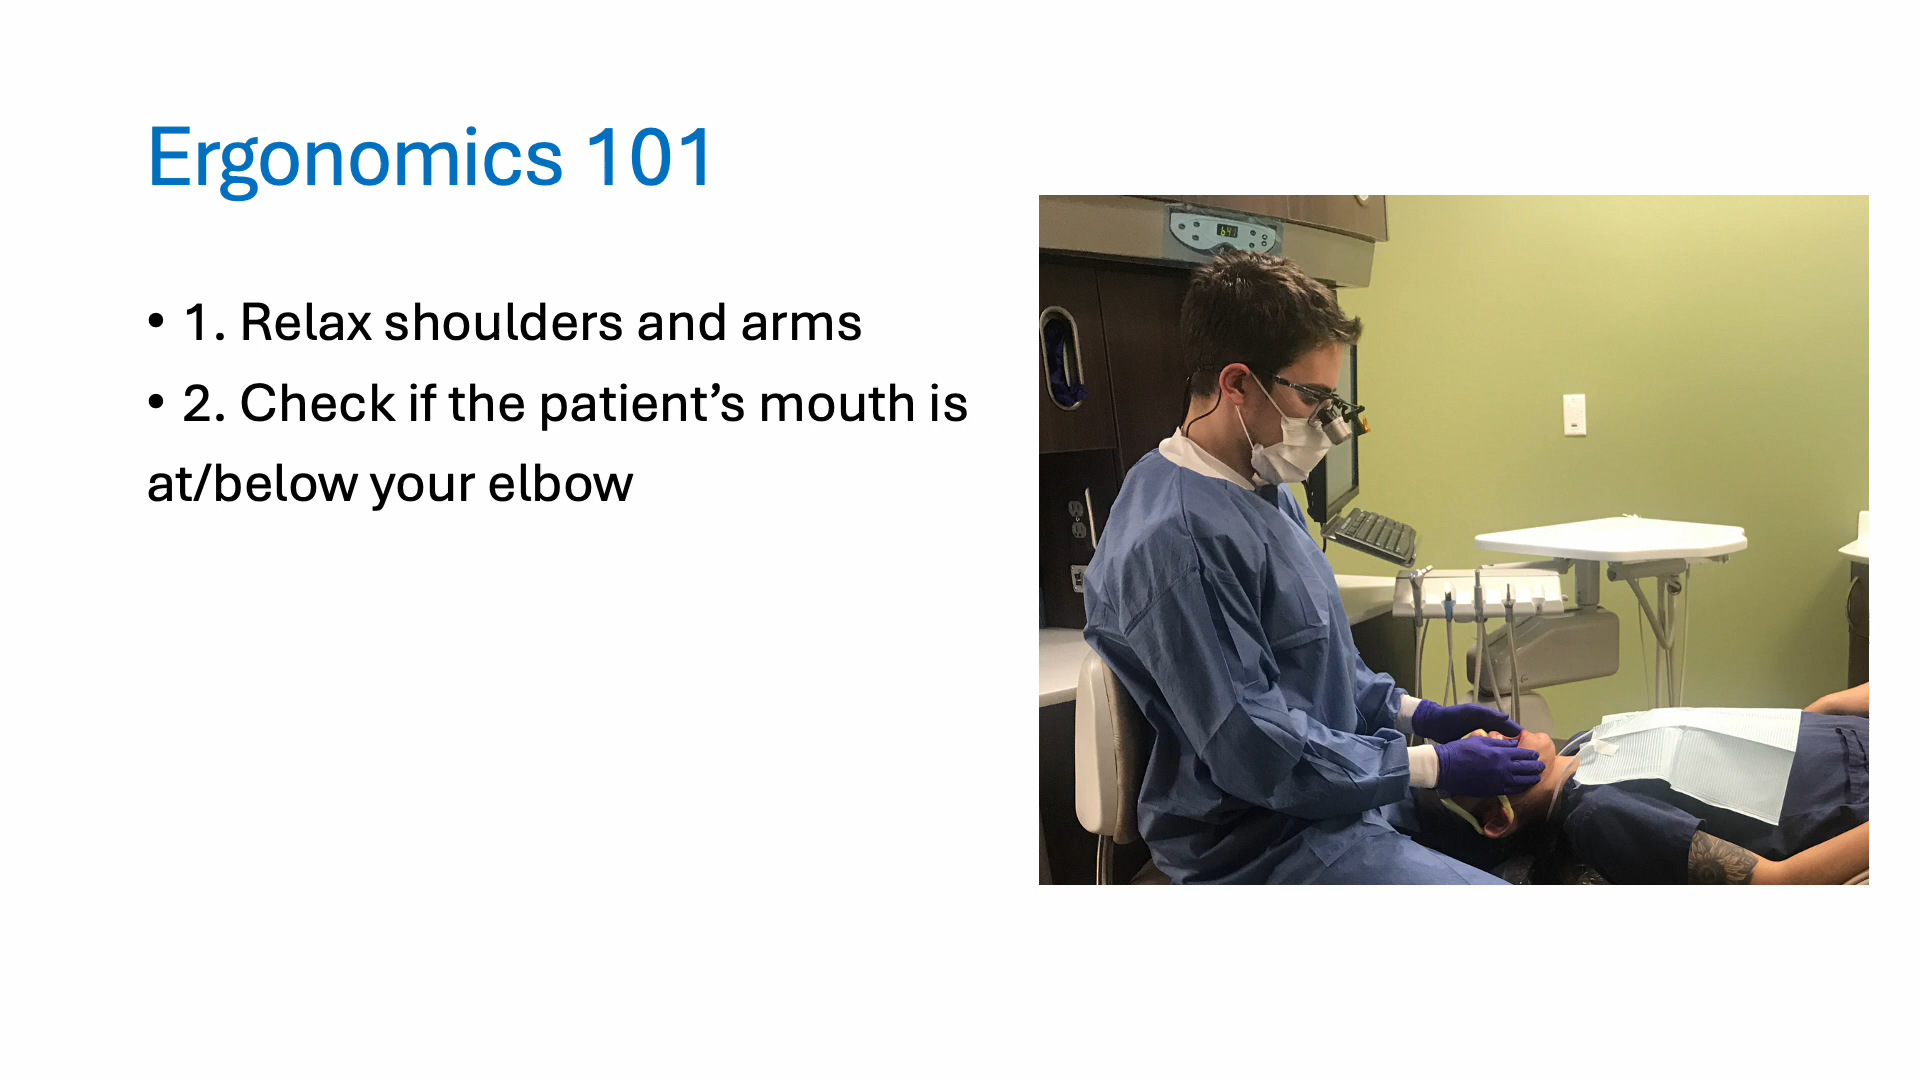 Ergonomics 101
• 1. Relax shoulders and arms
• 2. Check if the patient’s mouth is
at/below your elbow